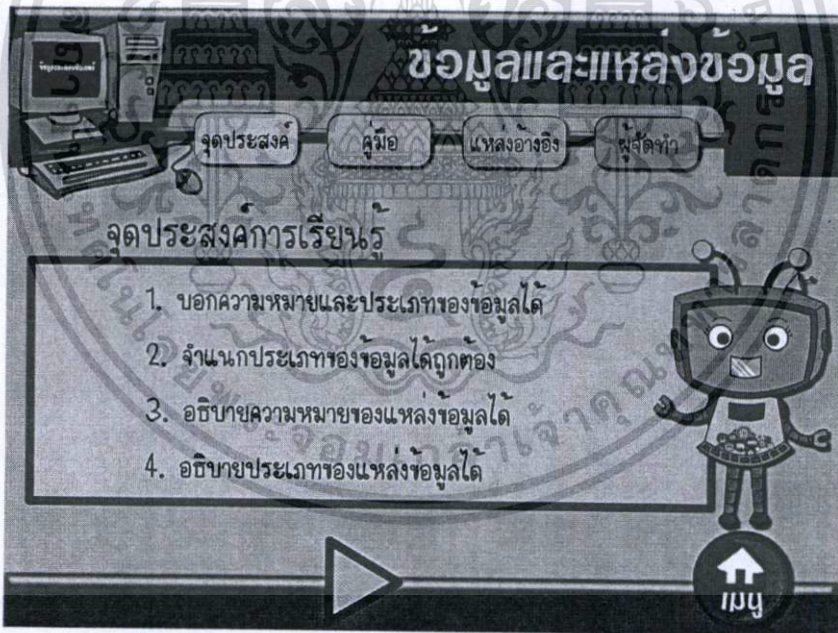 ข้อมูลและแหล่งข้อมูล
จุดประสงค์ คู่มือ แหล่งอ้างอิง ผู้จัดทำ
จุดประสงค์การเรียนรู้
1. บอกความหมายและประเภทของข้อมูลได้
2. จำแนกประเภทของข้อมูลได้ถูกต้อง
3. อธิบายความหมายของแหล่งข้อมูลได้
4. อธิบายประเภทของแหล่งข้อมูลได้
เมนู